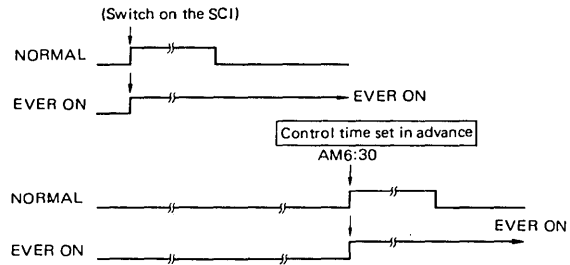 (Switch on the SCI)
NORMAL
EVER ON
EVER ON
Control time set in advance
AM6:30
NORMAL
EVER ON
EVER ON